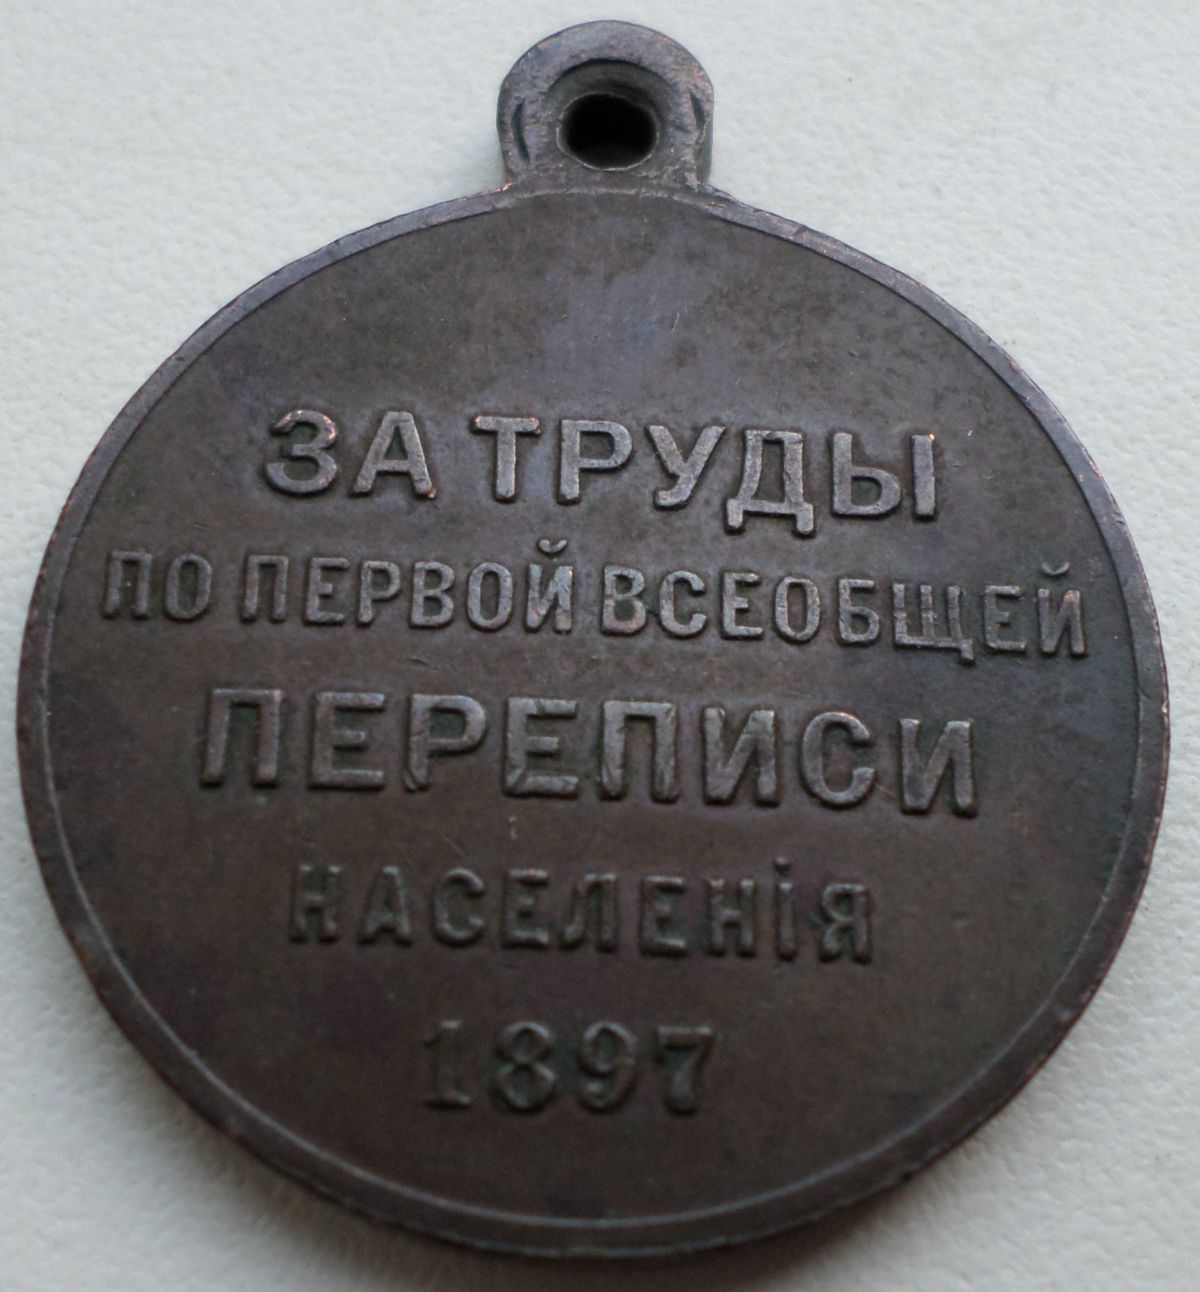 ЗА ТРУДЫ
ПО ПЕРВОЙ ВСЕОБЩЕЙ
ПЕРЕПИСИ
НАСЕЛЕНІЯ
1897